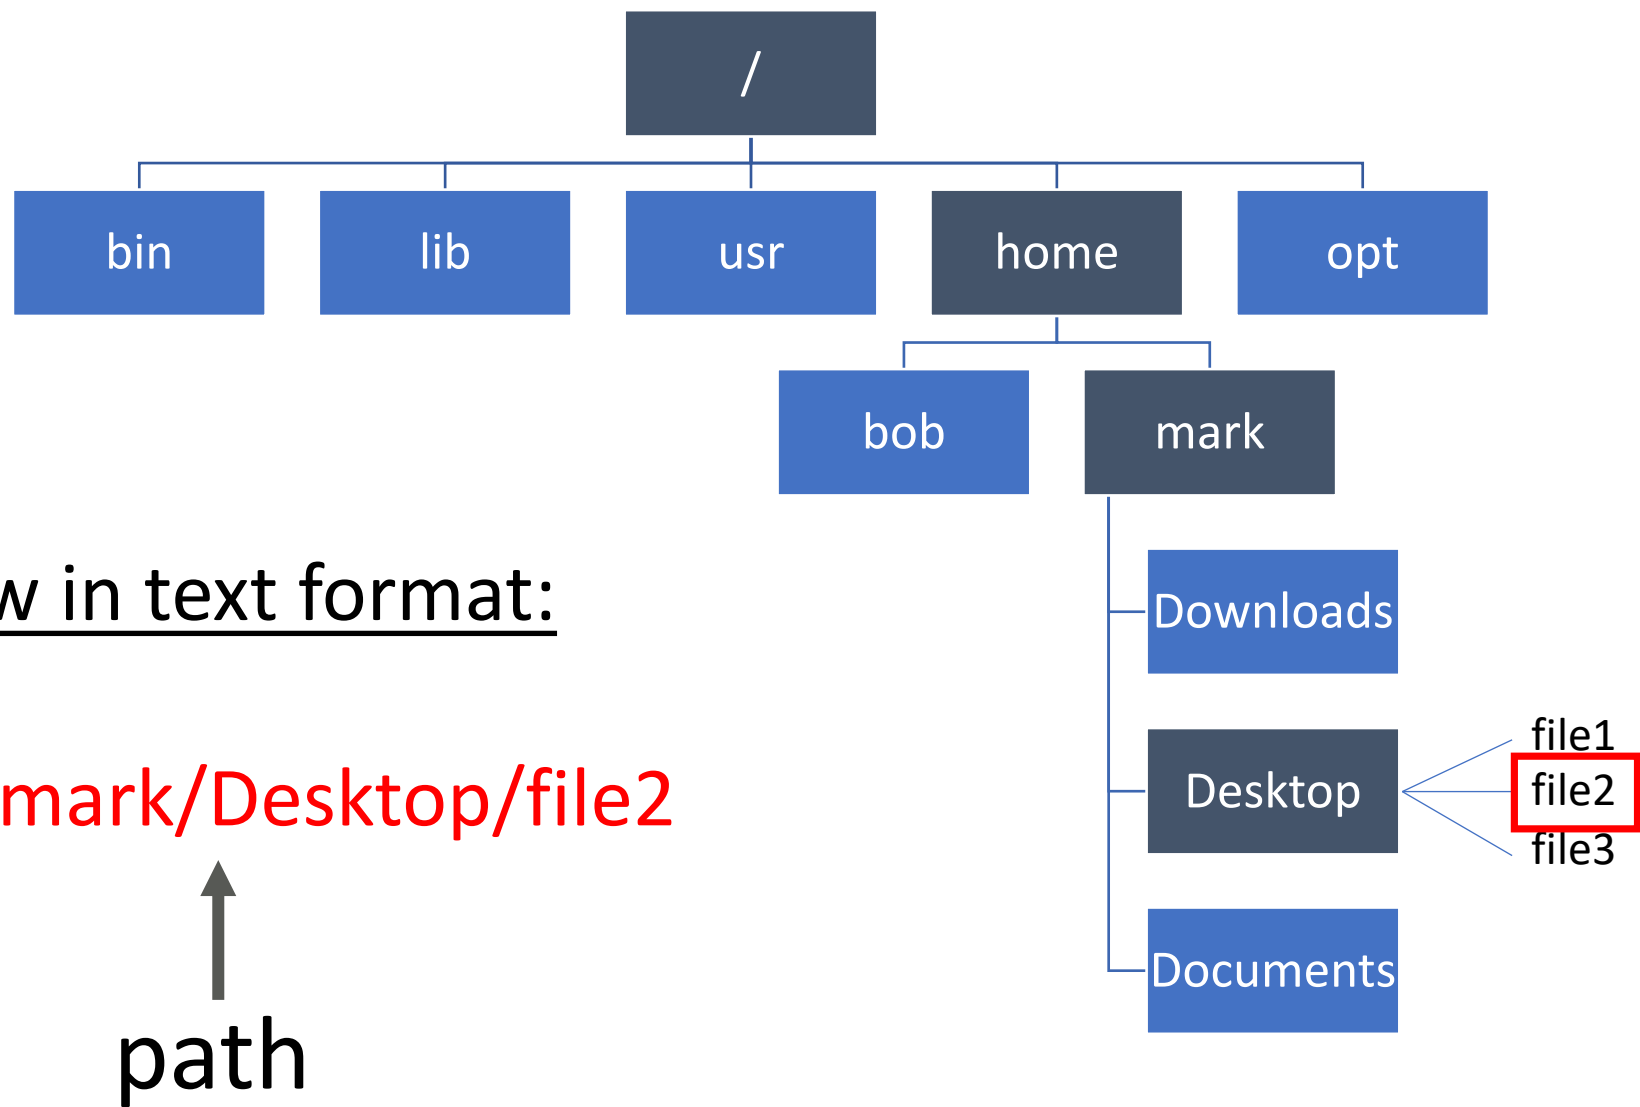 /
bin lib usr home opt
bob mark
in text format:
Downloads
file1
mark/Desktop/file2
Desktop
file2
file3
Documents
path